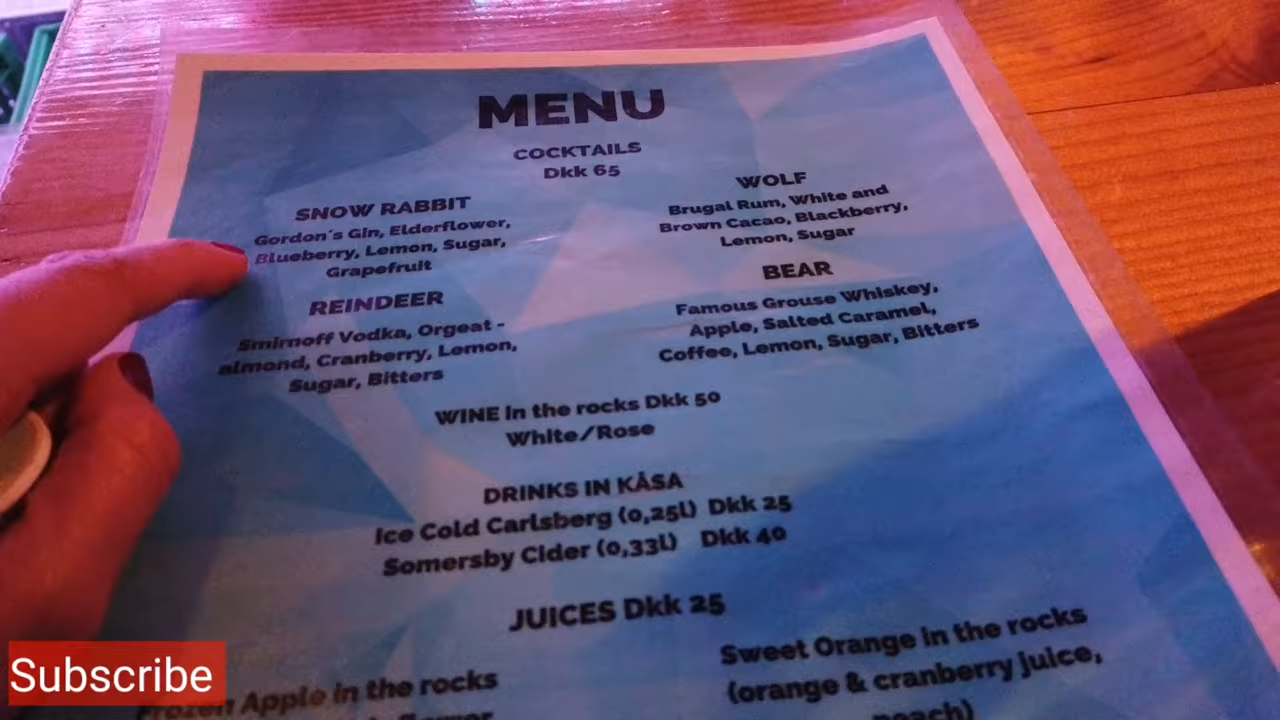 MENU
COCKTAILS
Dkk 65
SNOW RABBIT
Gordon´s Gin, Elderflower,
Blueberry, Lemon, Sugar,
Grapefruit
REINDEER
Smirnoff Vodka, Orgeat -
almond, Cranberry, Lemon,
Sugar, Bitters
WOLF
Brugal Rum, White and
Brown Cacao, Blackberry,
Lemon, Sugar
BEAR
Famous Grouse Whiskey,
Apple, Salted Caramel,
Coffee, Lemon, Sugar, Bitters
WINE in the rocks Dkk 50
White/Rose
DRINKS IN KÅSA
Ice Cold Carlsberg (0,25l) Dkk 25
Somersby Cider (0,33l) Dkk 40
JUICES Dkk 25
Frozen Apple in the rocks
Sweet Orange in the rocks
(orange & cranberry juice,
peach)
Subscribe